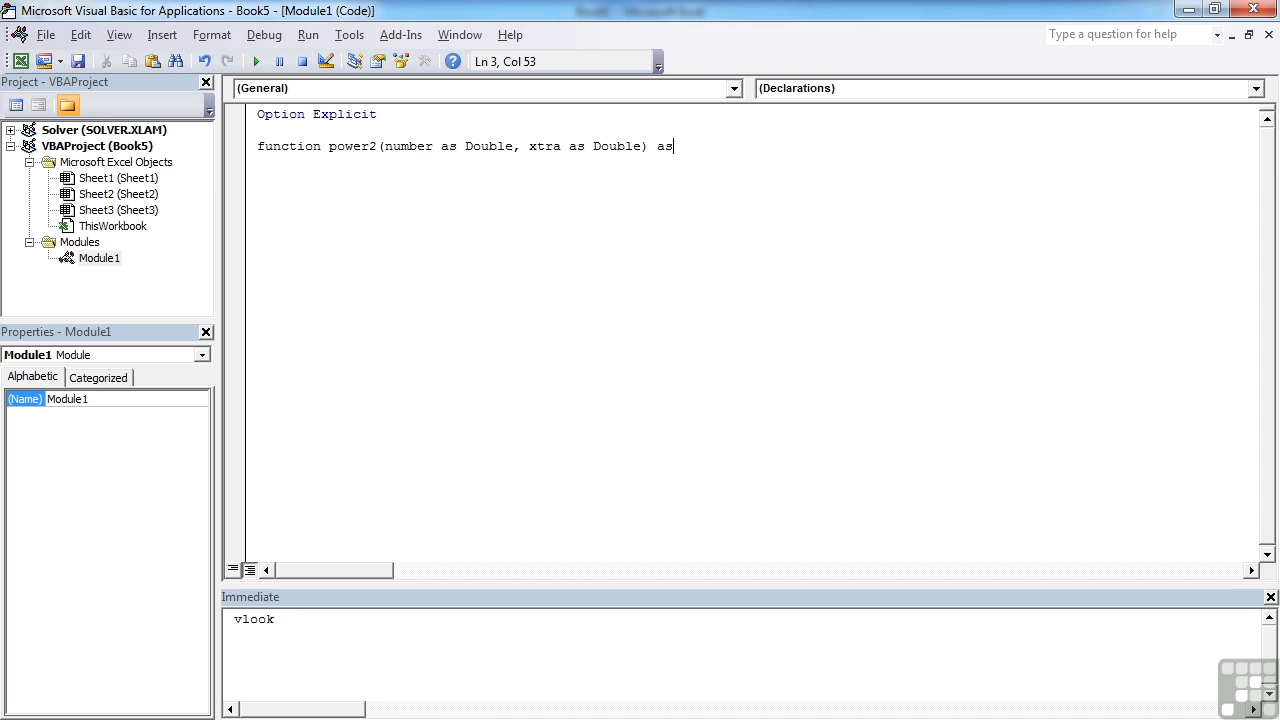 Microsoft Visual Basic for Applications - Book5 - [Module1 (Code)]
File Edit View Insert Format Debug Run Tools Add-Ins Window Help
Type a question for help
Ln 3, Col 53
Project - VBAProject
(General)
(Declarations)
Solver (SOLVER.XLAM)
VBAProject (Book5)
Microsoft Excel Objects
Sheet1 (Sheet1)
Sheet2 (Sheet2)
Sheet3 (Sheet3)
ThisWorkbook
Modules
Module1
Option Explicit
function power2(number as Double, xtra as Double) as
Properties - Module1
Module1 Module
Alphabetic Categorized
(Name) Module1
Immediate
vlook